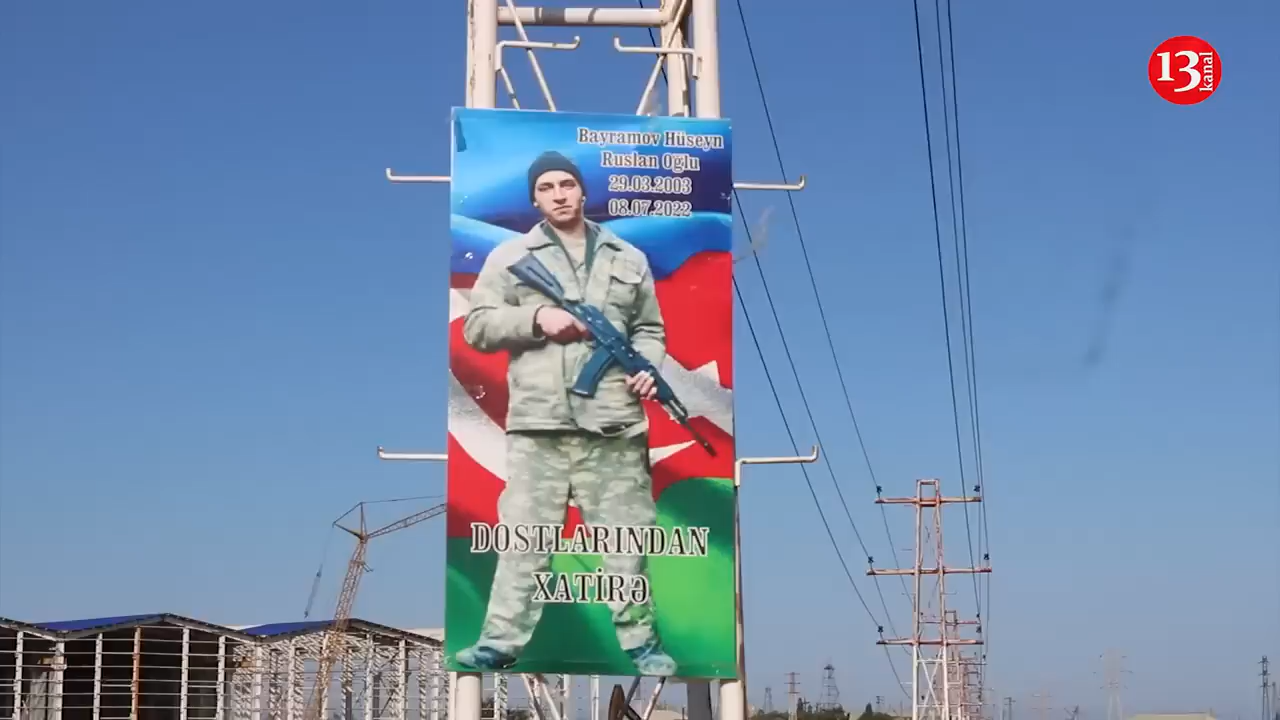 Bayramov Hüseyn
Ruslan Oğlu
29.03.2003
08.07.2022
DOSTLARINDAN
XATİRƏ
13
kanal